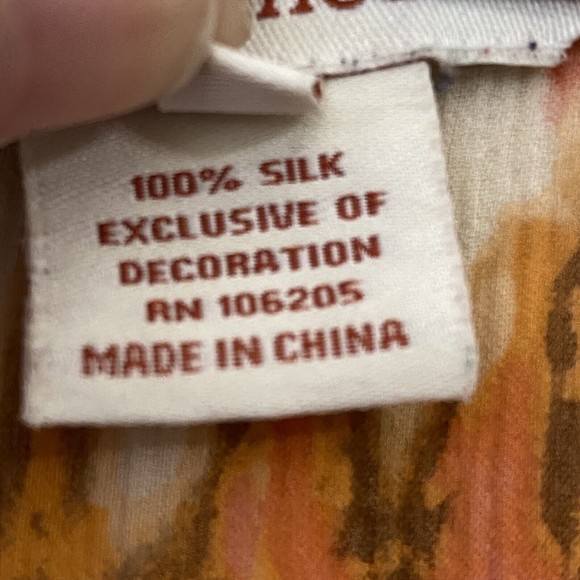 100% SILK
EXCLUSIVE OF
DECORATION
RN 106205
MADE IN CHINA